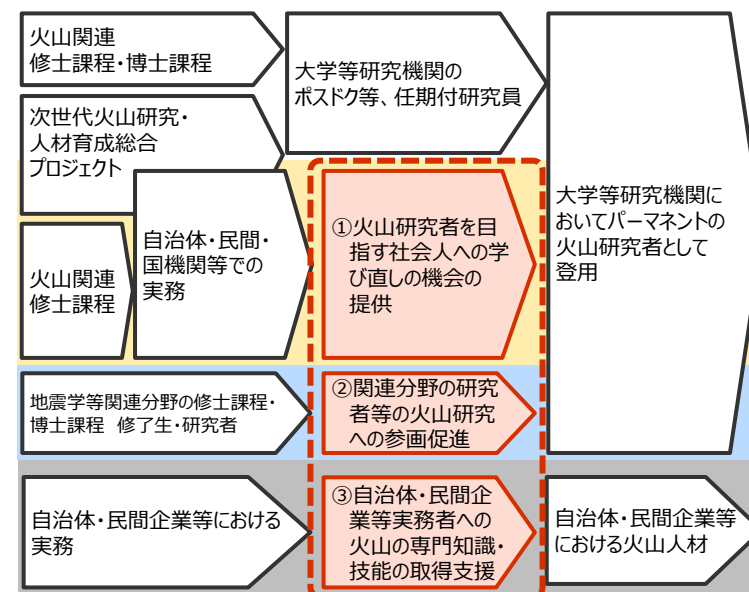 火山関連
修士課程・博士課程
大学等研究機関の
ポスドク等、任期付研究員
次世代火山研究・
人材育成総合
プロジェクト
火山関連
修士課程
自治体・民間・
国機関等での
実務
①火山研究者を目
指す社会人への学
び直しの機会の
提供
大学等研究機関に
おいてパーマネントの
火山研究者として
登用
地震学等関連分野の修士課程・
博士課程 修了生・研究者
②関連分野の研究
者等の火山研究
への参画促進
自治体・民間企業等における
実務
③自治体・民間企
業等実務者への
火山の専門知識・
技能の取得支援
自治体・民間企業等
における火山人材